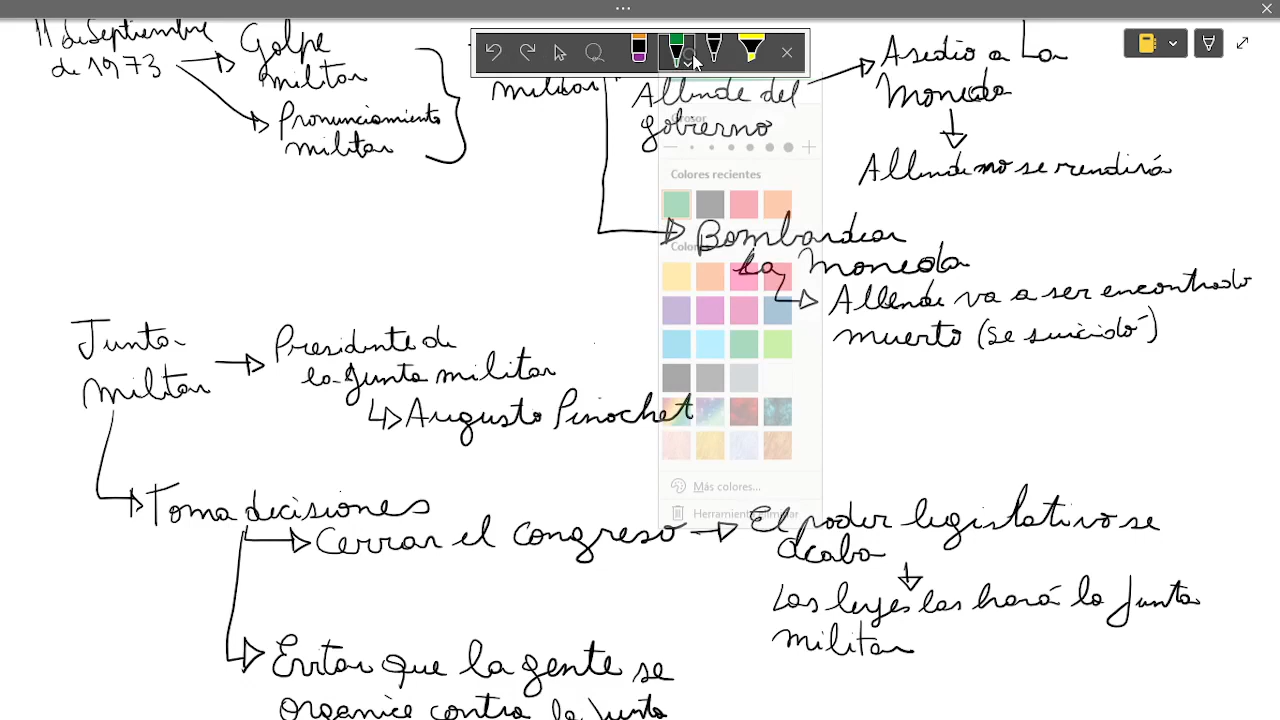 11 de Septiembre
de 1973
Golpe
militar
Pronunciamiento
militar
militar
Allende del
gobierno
Asedio a La
Moneda
Allende no se rendirá
Bombardear
La Moneda
Allende va a ser encontrado
muerto (se suicidó)
Grosor
Colores recientes
Más colores...
Junta
militar
Presidente de
la Junta militar
Augusto Pinochet
Toma decisiones
Cerrar el congreso
El poder legislativo se
acaba
Las leyes las hará la Junta
militar
Evitar que la gente se
organice contra la Junta